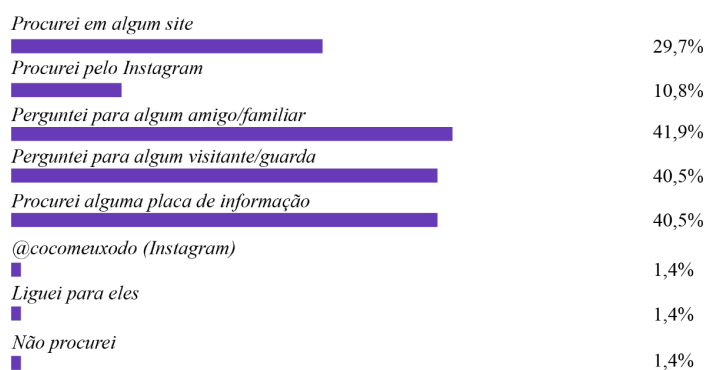 Procurei em algum site
29,7%
Procurei pelo Instagram
10,8%
Perguntei para algum amigo/familiar
41,9%
Perguntei para algum visitante/guarda
40,5%
Procurei alguma placa de informação
40,5%
@cocomeuxodo (Instagram)
1,4%
Liguei para eles
1,4%
Não procurei
1,4%